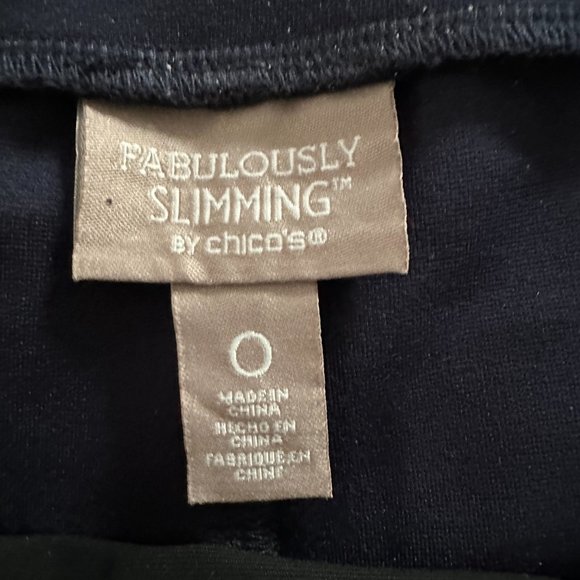 FABULOUSLY
SLIMMING™
BY chico's®
0
MADE IN
CHINA
HECHO EN
CHINA
FABRIQUE EN
CHINE